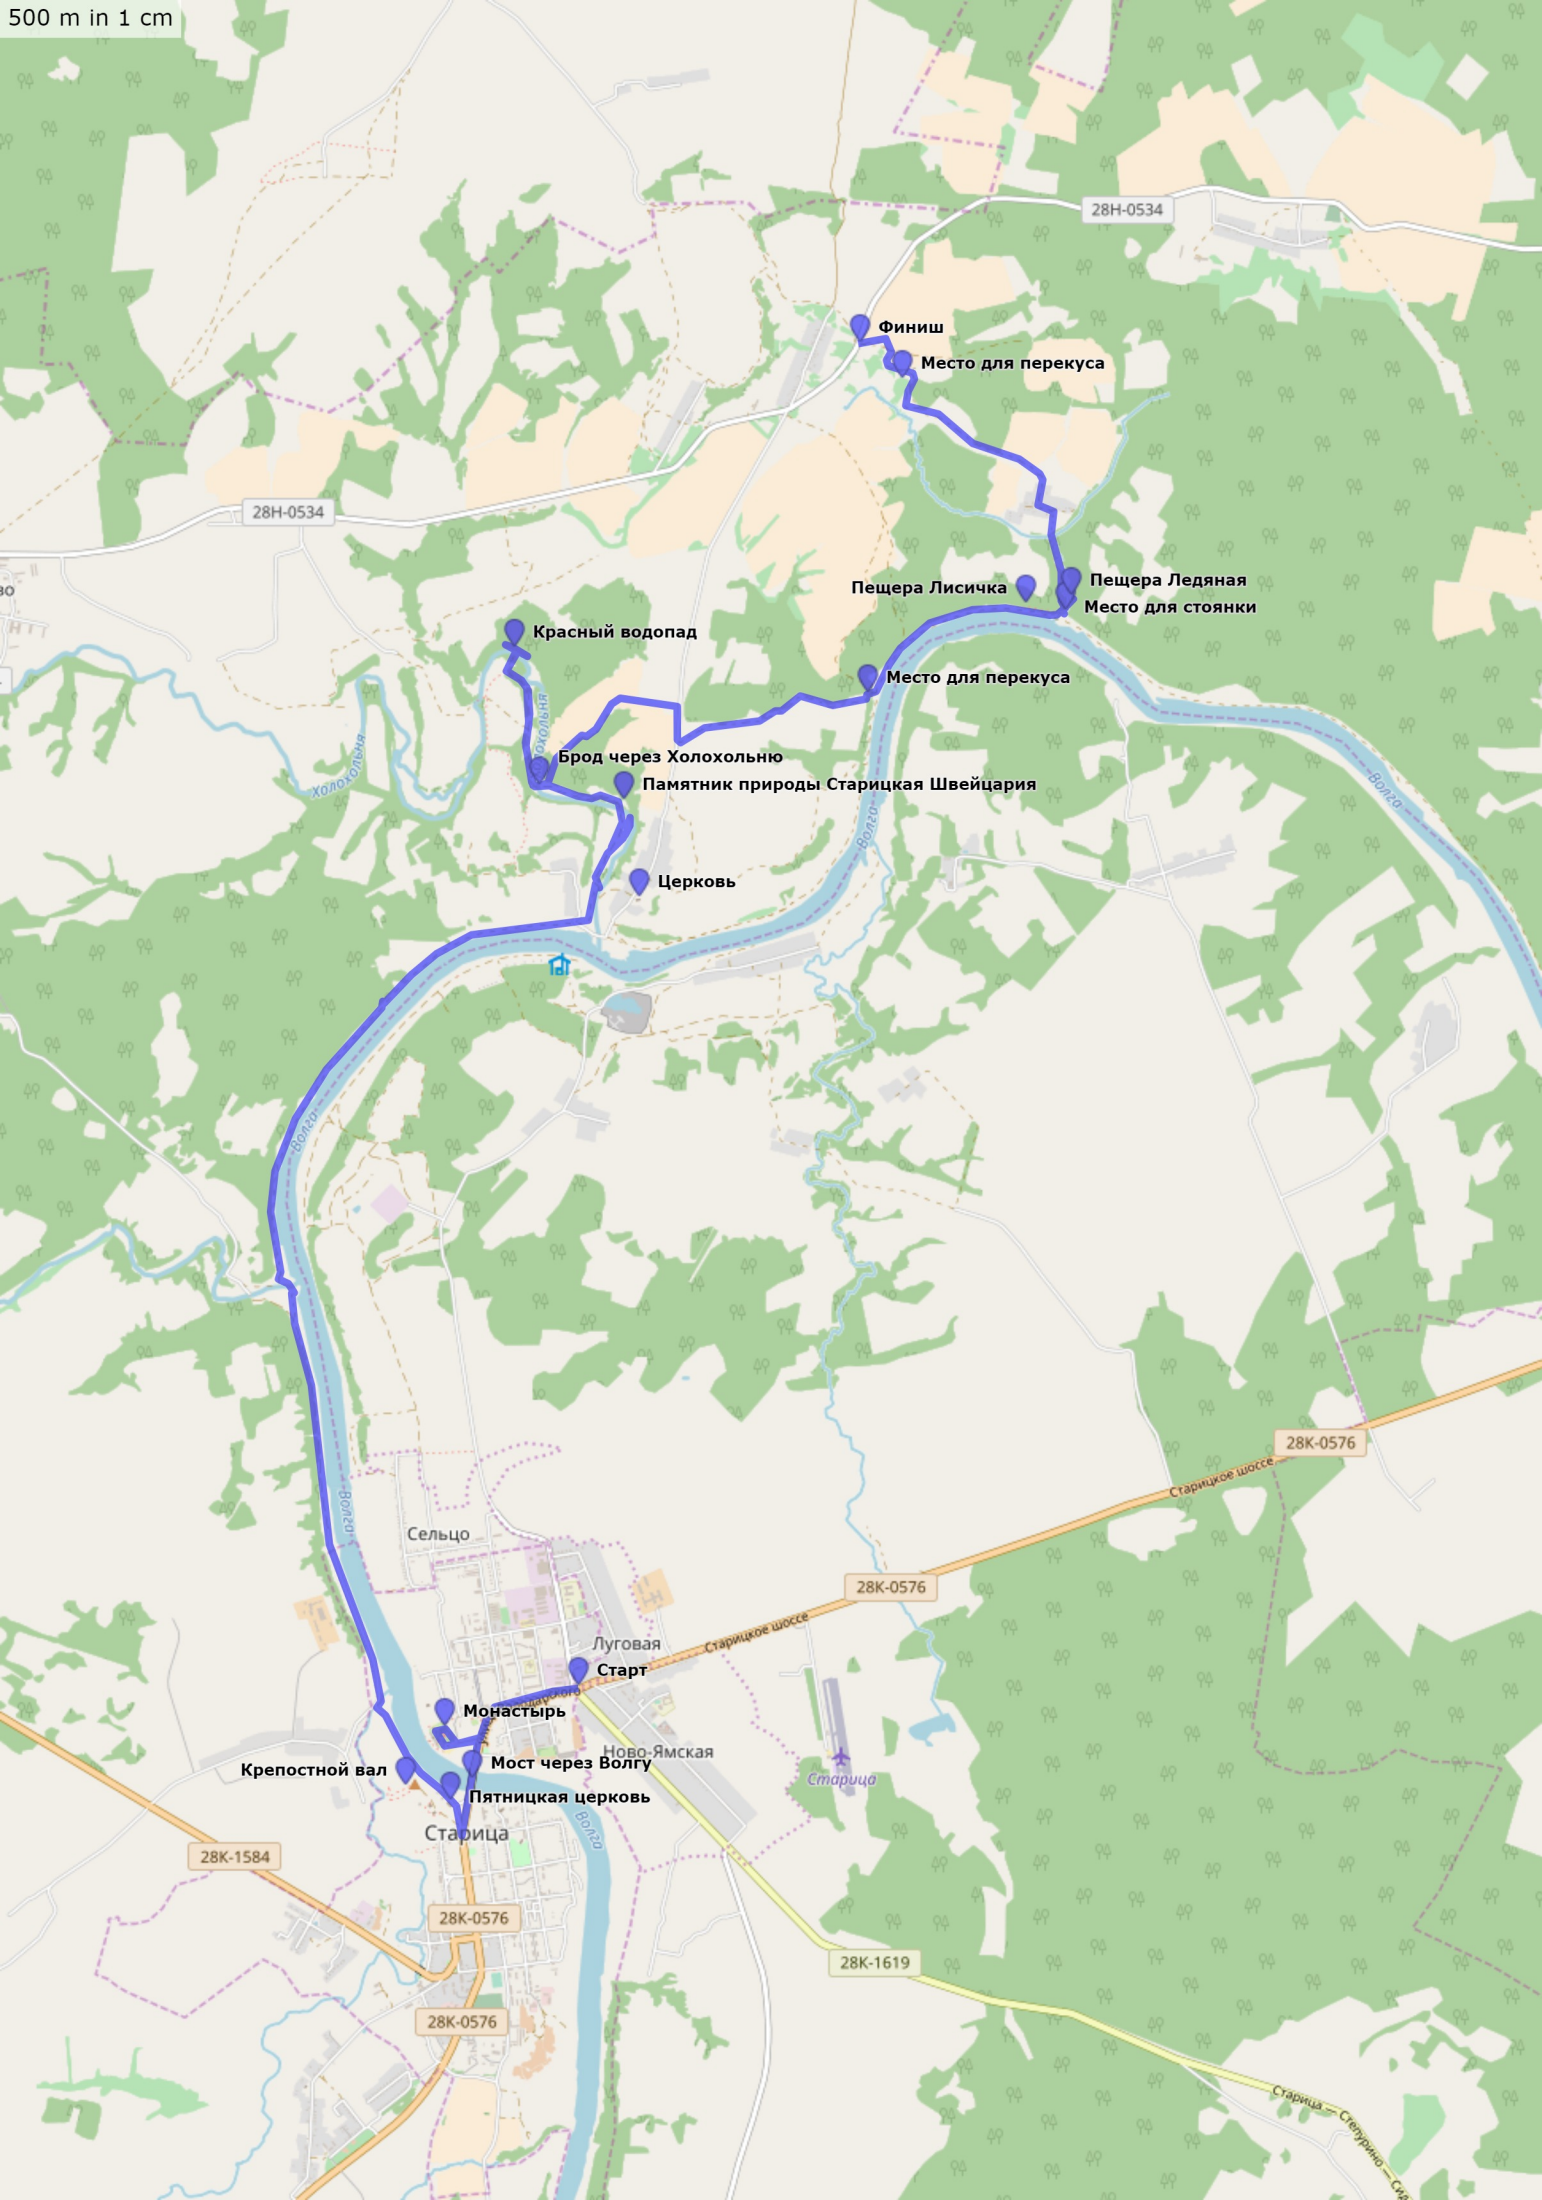 500 m in 1 cm
28Н-0534
Финиш
Место для перекуса
28Н-0534
Пещера Ледяная
Пещера Лисичка
Место для стоянки
Красный водопад
Место для перекуса
Холохольня
Брод через Холохольню
Памятник природы Старицкая Швейцария
Волга
Волга
Церковь
Волга
28К-0576
Старицкое шоссе
Волга
Сельцо
28К-0576
Старицкое шоссе
Луговая
Старт
Монастырь
Ново-Ямская
Мост через Волгу
Крепостной вал
Старица
Пятницкая церковь
Волга
Старица
28К-1584
28К-0576
28К-1619
28К-0576
Старица — Степурино — Сид